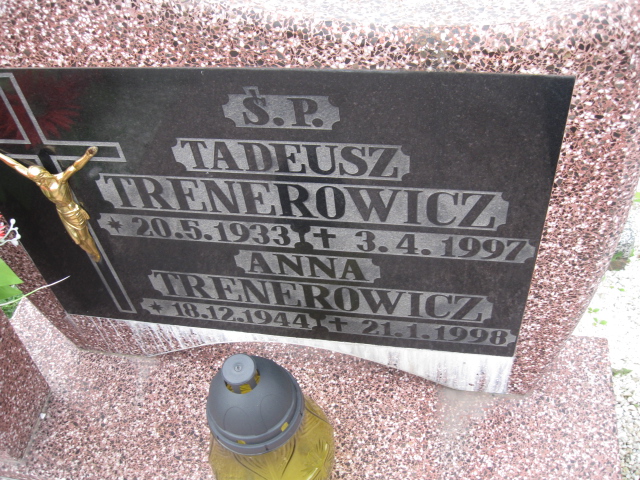 Ś.P.
TADEUSZ
TRENEROWICZ
* 20.5.1933 † 3.4.1997
ANNA
TRENEROWICZ
* 18.12.1944 † 21.1.1998